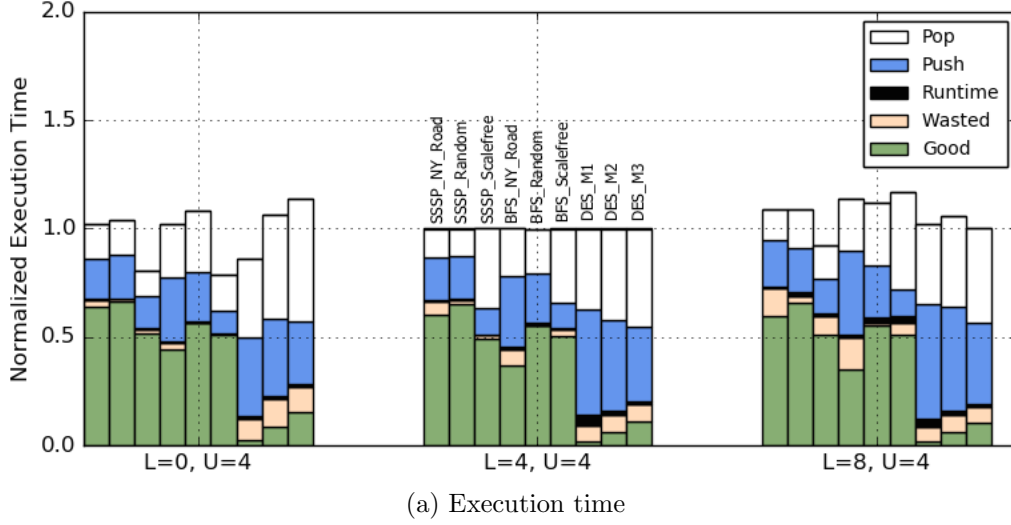 2.0
1.5
1.0
0.5
0.0
Normalized Execution Time
Pop
Push
Runtime
Wasted
Good
SSSP_NY_Road
SSSP_Random
SSSP_Scalefree
BFS_NY_Road
BFS_Random
BFS_Scalefree
DES_M1
DES_M2
DES_M3
L=0, U=4
L=4, U=4
L=8, U=4
(a) Execution time